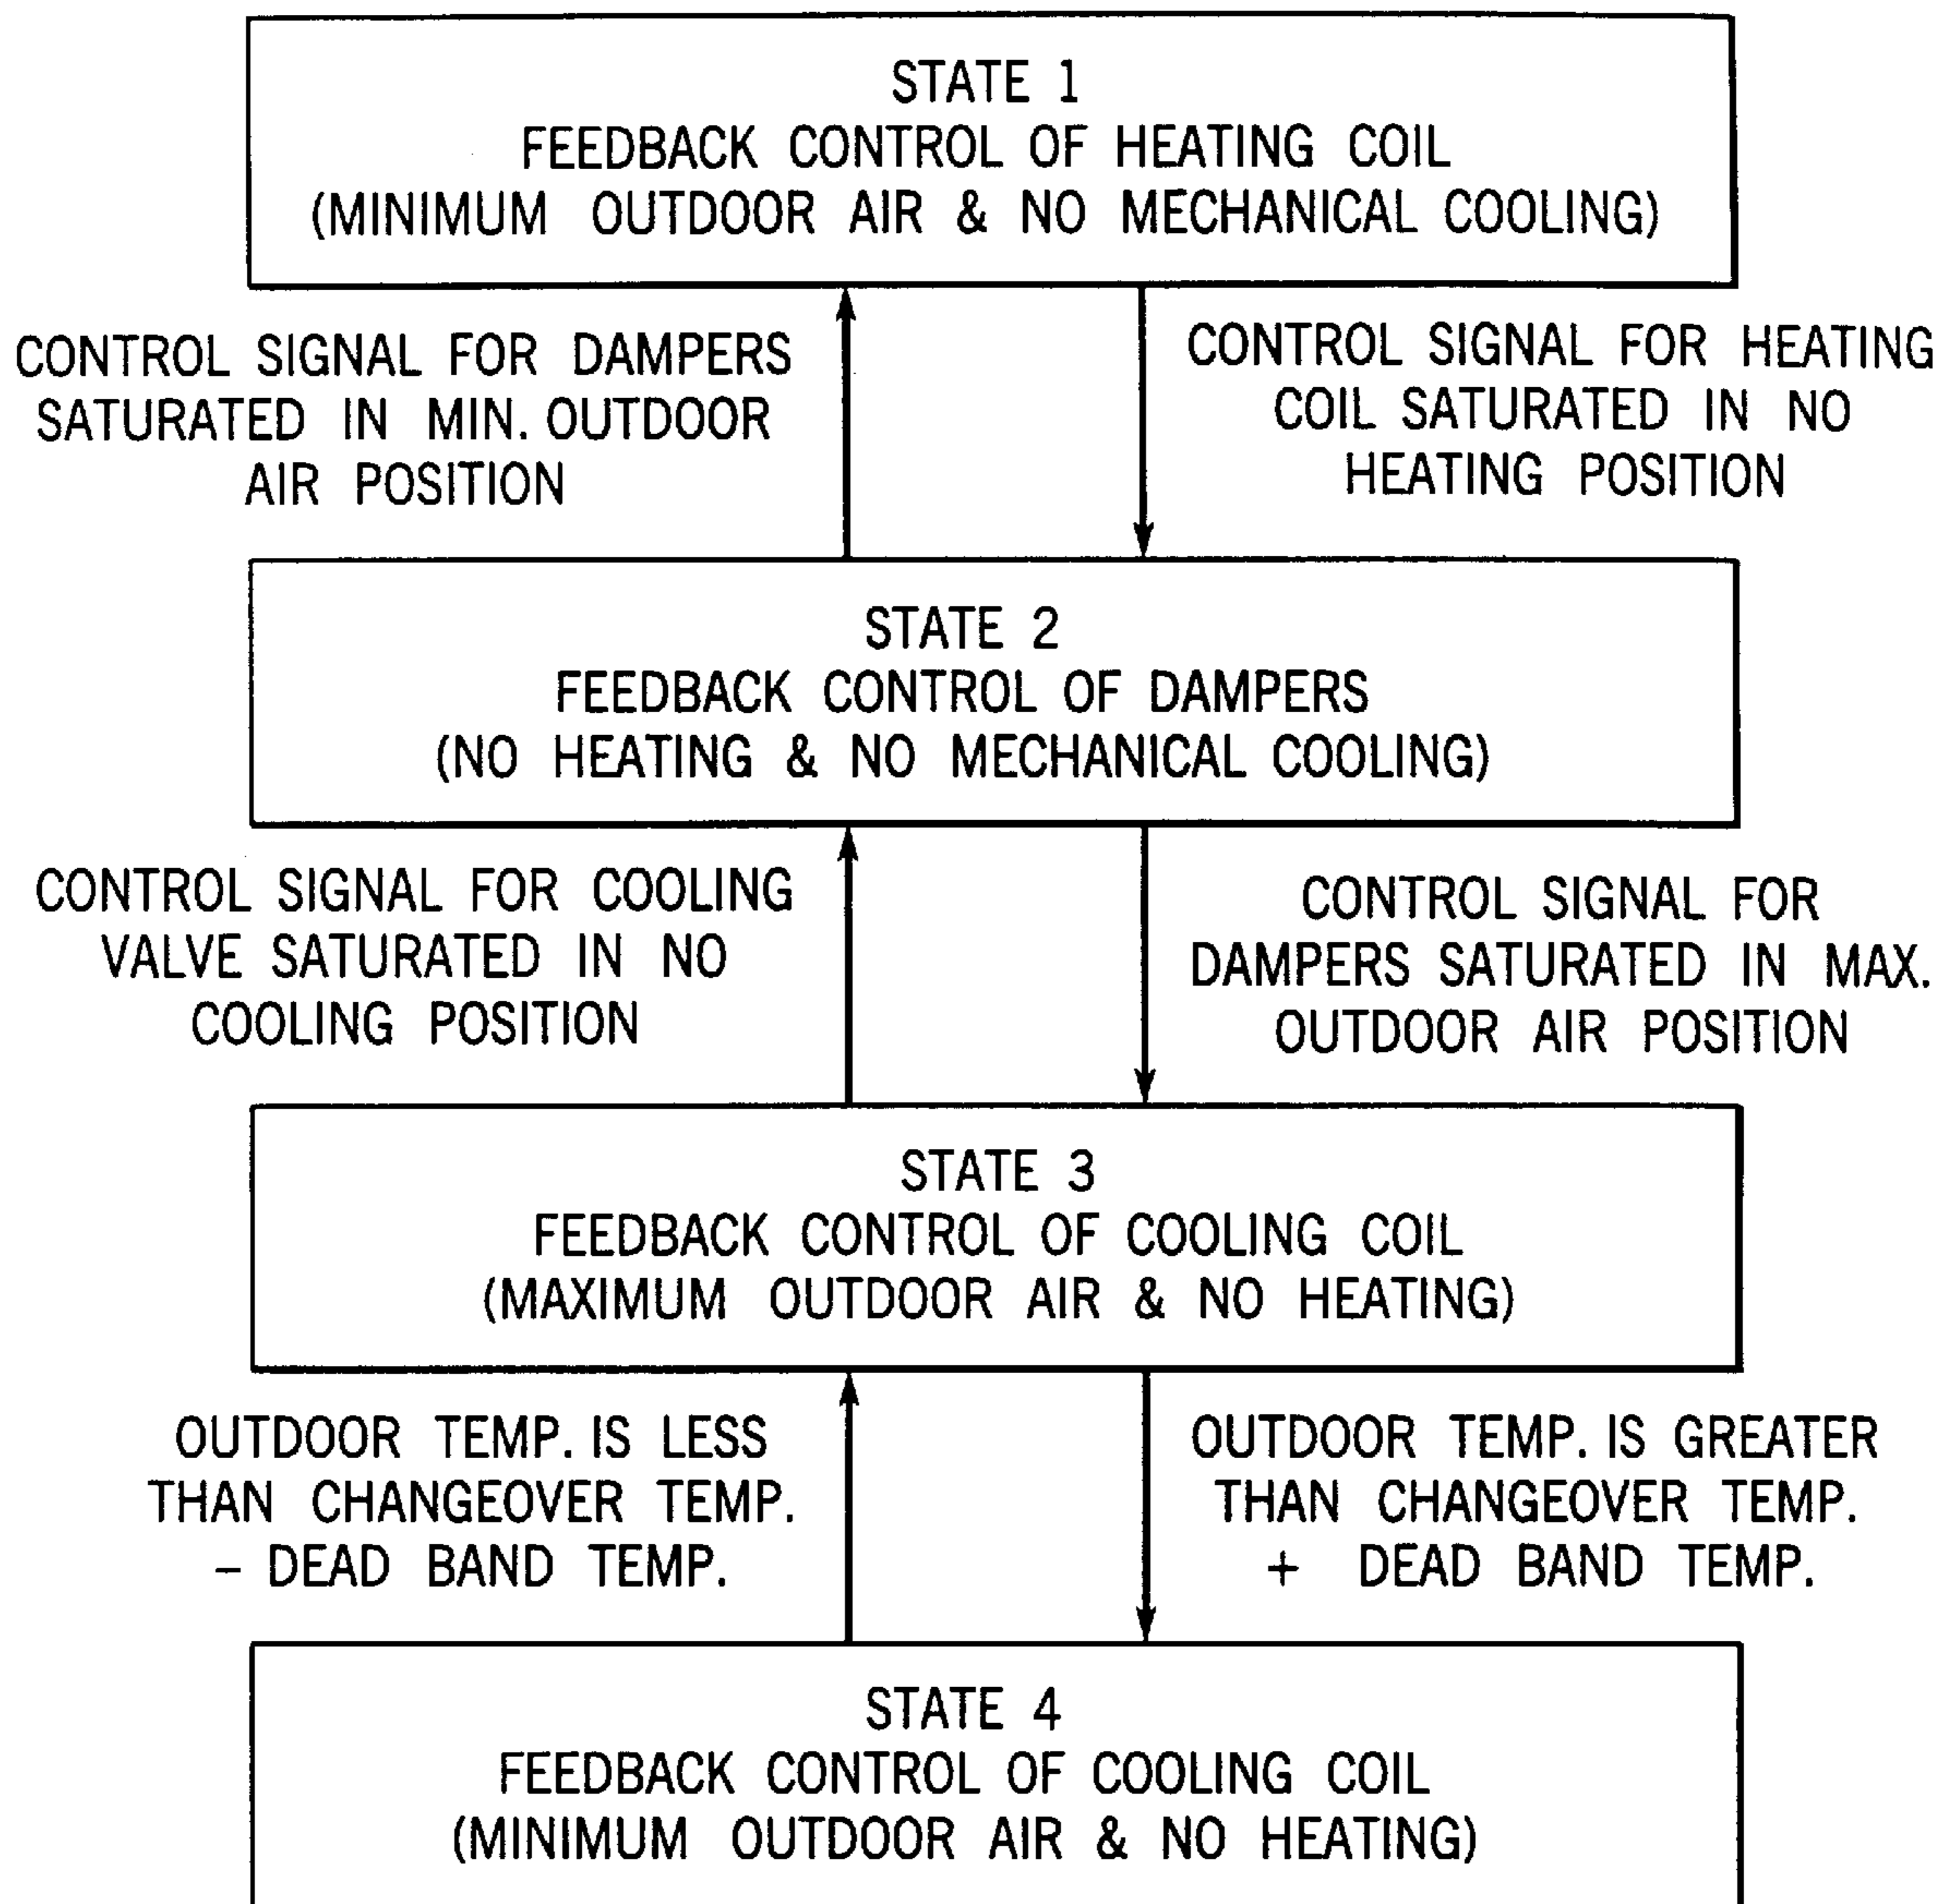 STATE 1
FEEDBACK CONTROL OF HEATING COIL
(MINIMUM OUTDOOR AIR & NO MECHANICAL COOLING)
CONTROL SIGNAL FOR DAMPERS
SATURATED IN MIN. OUTDOOR
AIR POSITION
CONTROL SIGNAL FOR HEATING
COIL SATURATED IN NO
HEATING POSITION
STATE 2
FEEDBACK CONTROL OF DAMPERS
(NO HEATING & NO MECHANICAL COOLING)
CONTROL SIGNAL FOR COOLING
VALVE SATURATED IN NO
COOLING POSITION
CONTROL SIGNAL FOR
DAMPERS SATURATED IN MAX.
OUTDOOR AIR POSITION
STATE 3
FEEDBACK CONTROL OF COOLING COIL
(MAXIMUM OUTDOOR AIR & NO HEATING)
OUTDOOR TEMP. IS LESS
THAN CHANGEOVER TEMP.
– DEAD BAND TEMP.
OUTDOOR TEMP. IS GREATER
THAN CHANGEOVER TEMP.
+ DEAD BAND TEMP.
STATE 4
FEEDBACK CONTROL OF COOLING COIL
(MINIMUM OUTDOOR AIR & NO HEATING)